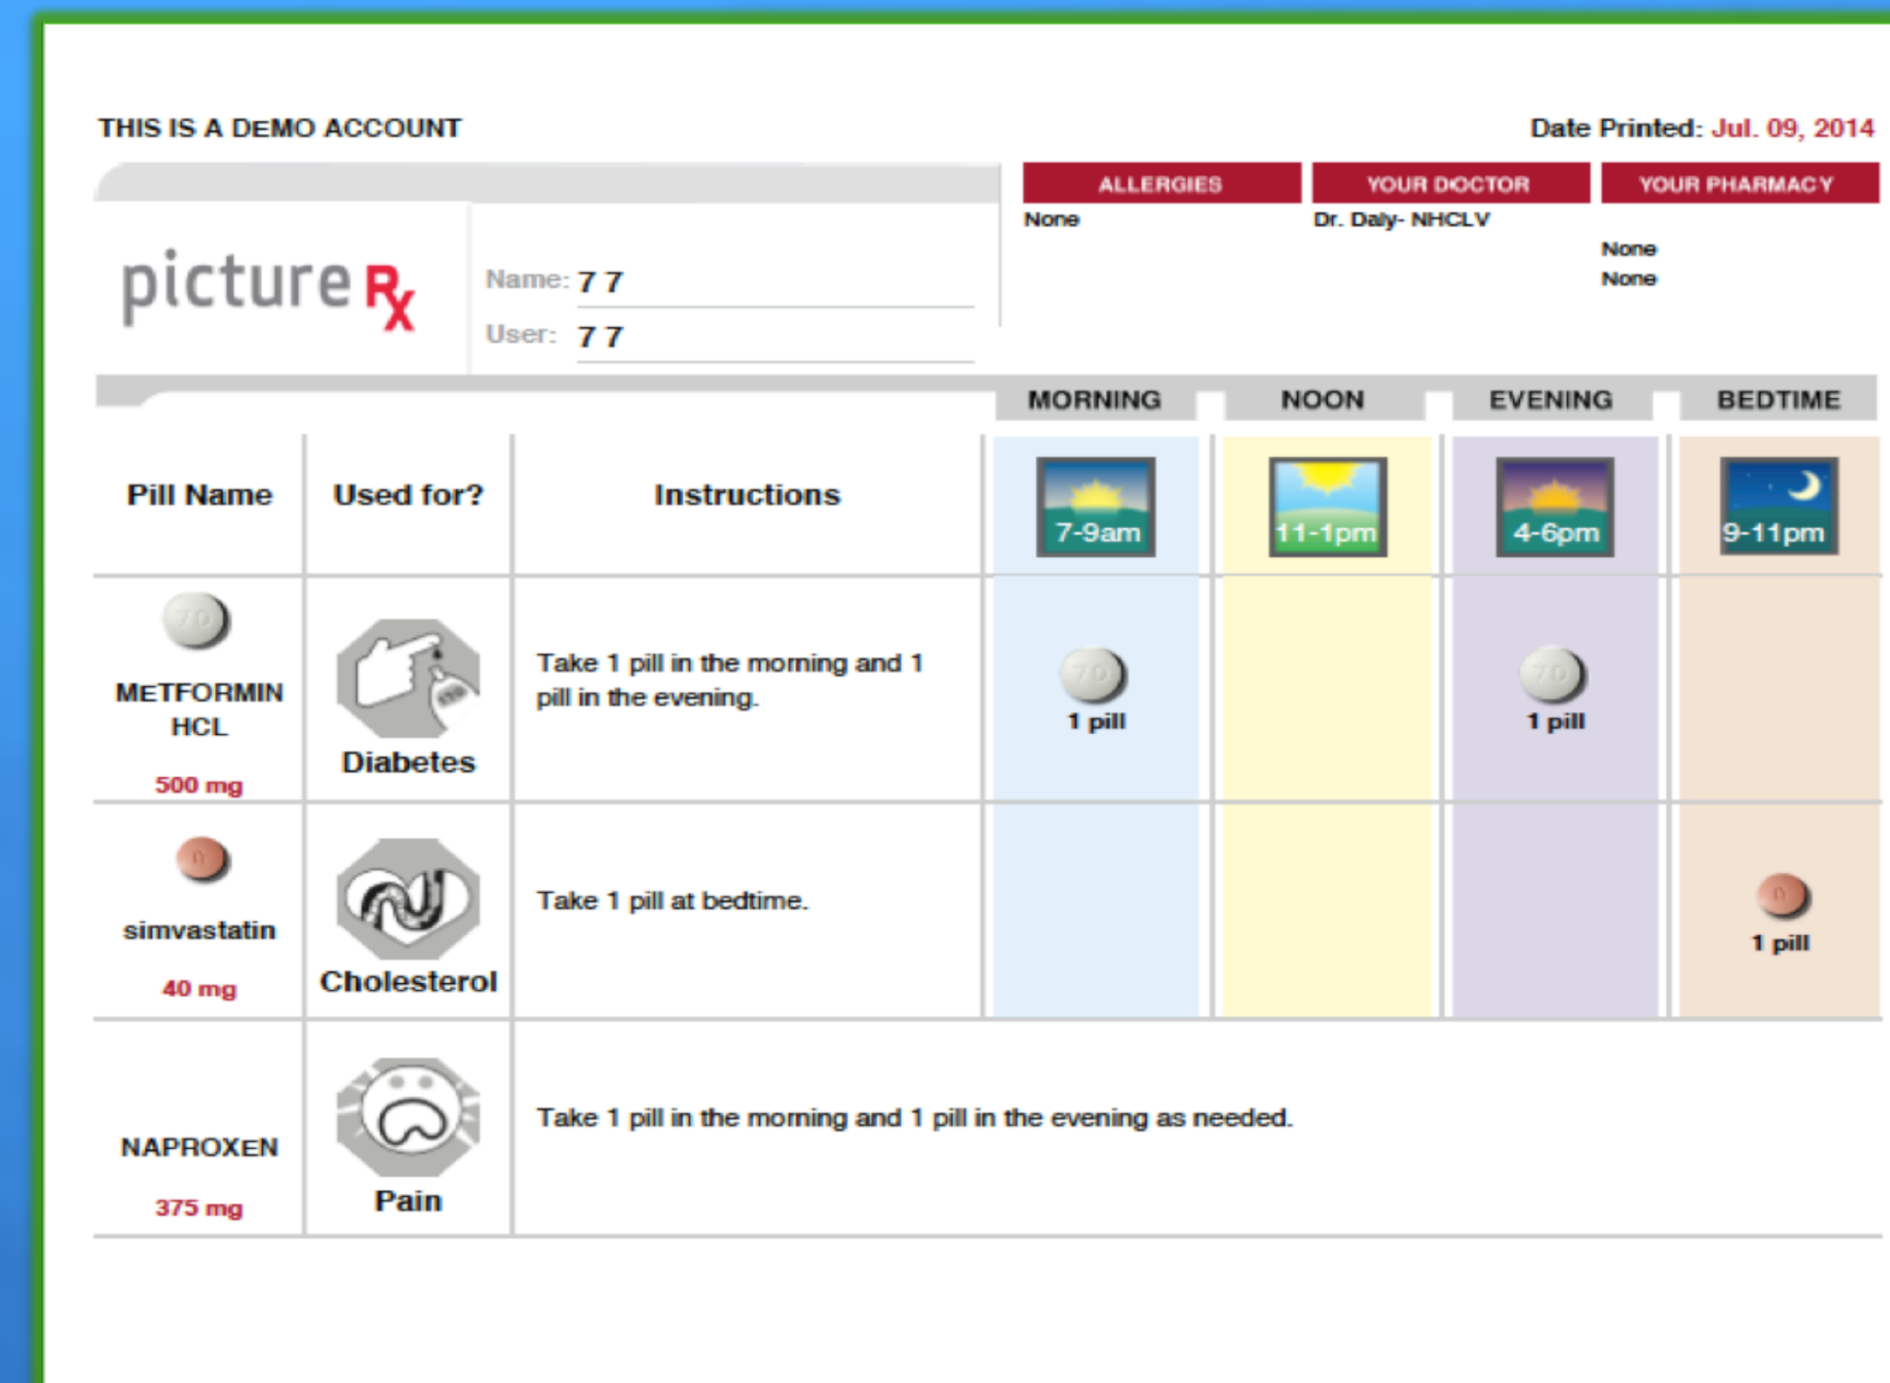 THIS IS A DEMO ACCOUNT
Date Printed: Jul. 09, 2014
ALLERGIES
YOUR DOCTOR
YOUR PHARMACY
None
Dr. Daly- NHCLV
None
None
picture Rx
Name: 7 7
User: 7 7
MORNING
NOON
EVENING
BEDTIME
Pill Name
Used for?
Instructions
7-9am
11-1pm
4-6pm
9-11pm
70
METFORMIN
HCL
500 mg
Diabetes
Take 1 pill in the morning and 1
pill in the evening.
70
1 pill
70
1 pill
n
simvastatin
40 mg
Cholesterol
Take 1 pill at bedtime.
n
1 pill
NAPROXEN
375 mg
Pain
Take 1 pill in the morning and 1 pill in the evening as needed.